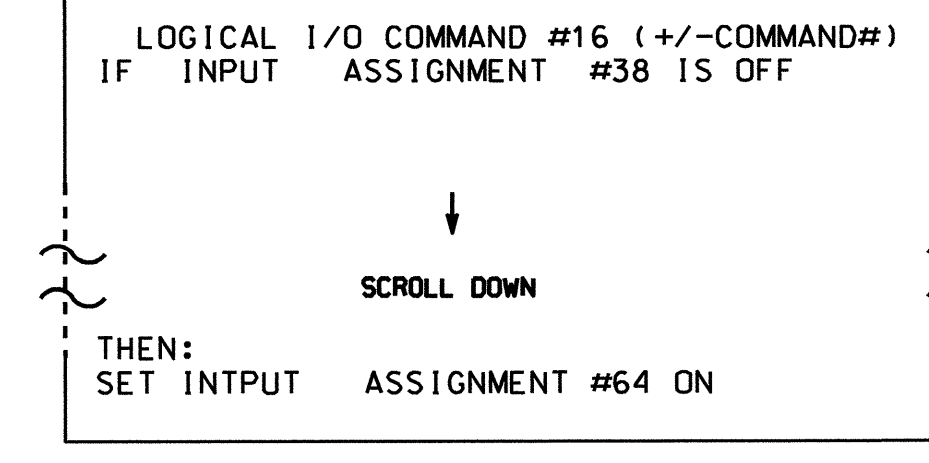 LOGICAL I/O COMMAND #16 (+/-COMMAND#)
IF INPUT ASSIGNMENT #38 IS OFF
SCROLL DOWN
THEN:
SET INTPUT ASSIGNMENT #64 ON